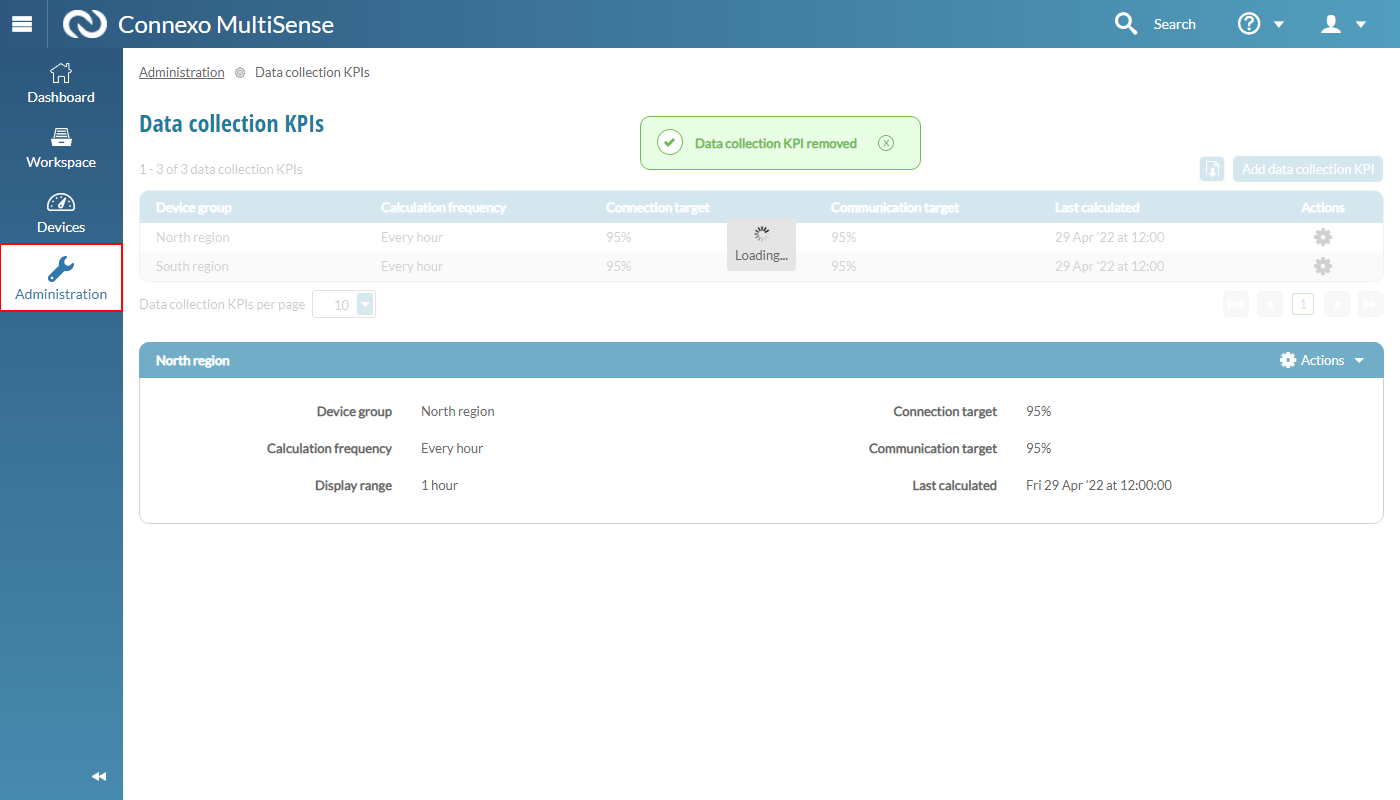 Connexo MultiSense
Search
Dashboard
Workspace
Devices
Administration
Administration Data collection KPIs
Data collection KPIs
Data collection KPI removed
1 - 3 of 3 data collection KPIs
Add data collection KPI
Device group Calculation frequency Connection target Communication target Last calculated Actions
North region Every hour 95% 95% 29 Apr '22 at 12:00
South region Every hour 95% 95% 29 Apr '22 at 12:00
Loading...
Data collection KPIs per page 10 1
North region Actions
Device group North region Connection target 95%
Calculation frequency Every hour Communication target 95%
Display range 1 hour Last calculated Fri 29 Apr '22 at 12:00:00